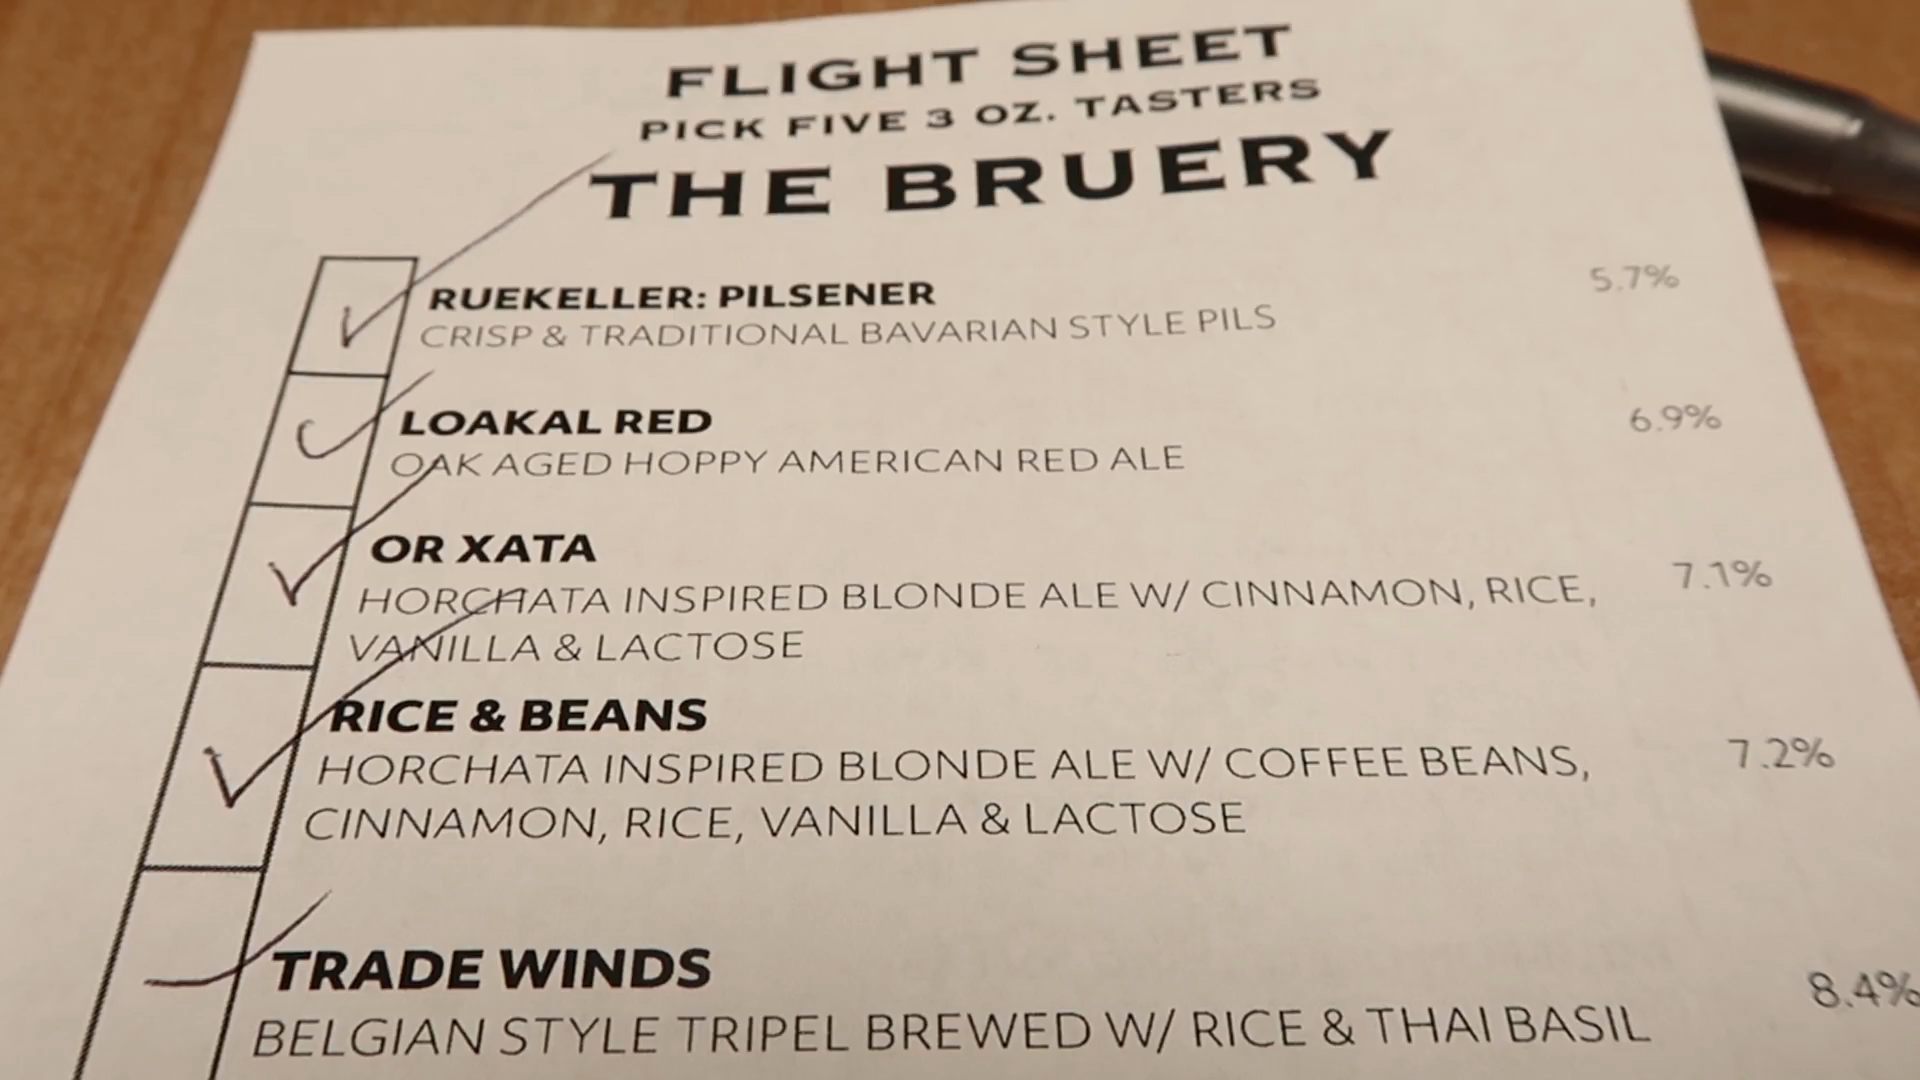 FLIGHT SHEET
PICK FIVE 3 OZ. TASTERS
THE BRUERY
RUEKELLER: PILSENER 5.7%
CRISP & TRADITIONAL BAVARIAN STYLE PILS
LOAKAL RED 6.9%
OAK AGED HOPPY AMERICAN RED ALE
OR XATA
HORCHATA INSPIRED BLONDE ALE W/ CINNAMON, RICE, 7.1%
VANILLA & LACTOSE
RICE & BEANS
HORCHATA INSPIRED BLONDE ALE W/ COFFEE BEANS, 7.2%
CINNAMON, RICE, VANILLA & LACTOSE
TRADE WINDS 8.4%
BELGIAN STYLE TRIPEL BREWED W/ RICE & THAI BASIL